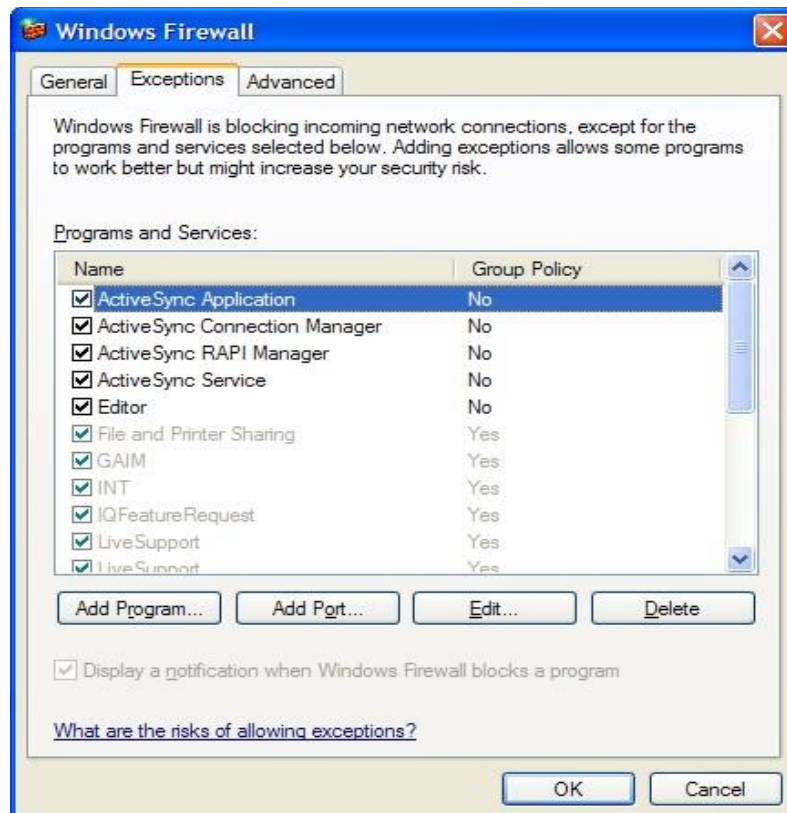 Windows Firewall
General Exceptions Advanced
Windows Firewall is blocking incoming network connections, except for the
programs and services selected below. Adding exceptions allows some programs
to work better but might increase your security risk.
Programs and Services:
Name Group Policy
ActiveSync Application No
ActiveSync Connection Manager No
ActiveSync RAPI Manager No
ActiveSync Service No
Editor No
File and Printer Sharing Yes
GAIM Yes
INT Yes
IQFeatureRequest Yes
LiveSupport Yes
LiveSupport Yes
Add Program... Add Port... Edit... Delete
Display a notification when Windows Firewall blocks a program
What are the risks of allowing exceptions?
OK Cancel